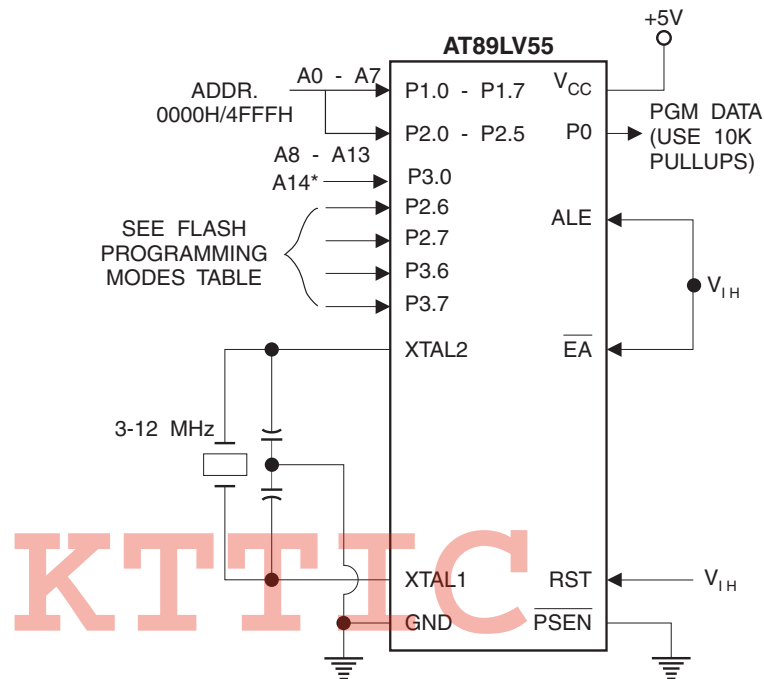 +5V
AT89LV55
ADDR.
0000H/4FFFH
A0 - A7
P1.0 - P1.7
VCC
P2.0 - P2.5
P0
PGM DATA
(USE 10K
PULLUPS)
A8 - A13
A14*
P3.0
SEE FLASH
PROGRAMMING
MODES TABLE
P2.6
P2.7
P3.6
P3.7
ALE
VIH
EA
XTAL2
3-12 MHz
KTTIC
XTAL1
RST
VIH
GND
PSEN